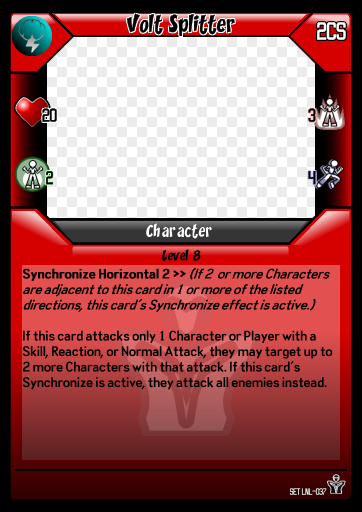 Volt Splitter
2CS
20
3
2
4
Character
Level 8
Synchronize Horizontal 2 >> (If 2 or more Characters
are adjacent to this card in 1 or more of the listed
directions, this card's Synchronize effect is active.)
If this card attacks only 1 Character or Player with a
Skill, Reaction, or Normal Attack, they may target up to
2 more Characters with that attack. If this card's
Synchronize is active, they attack all enemies instead.
SET LNL-037